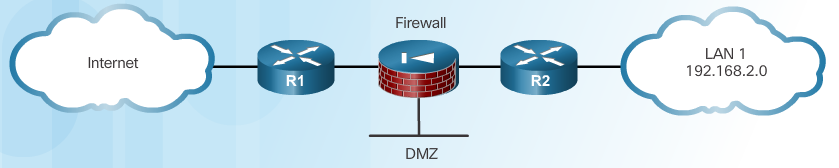 Firewall
Internet
R1
R2
LAN 1
192.168.2.0
DMZ